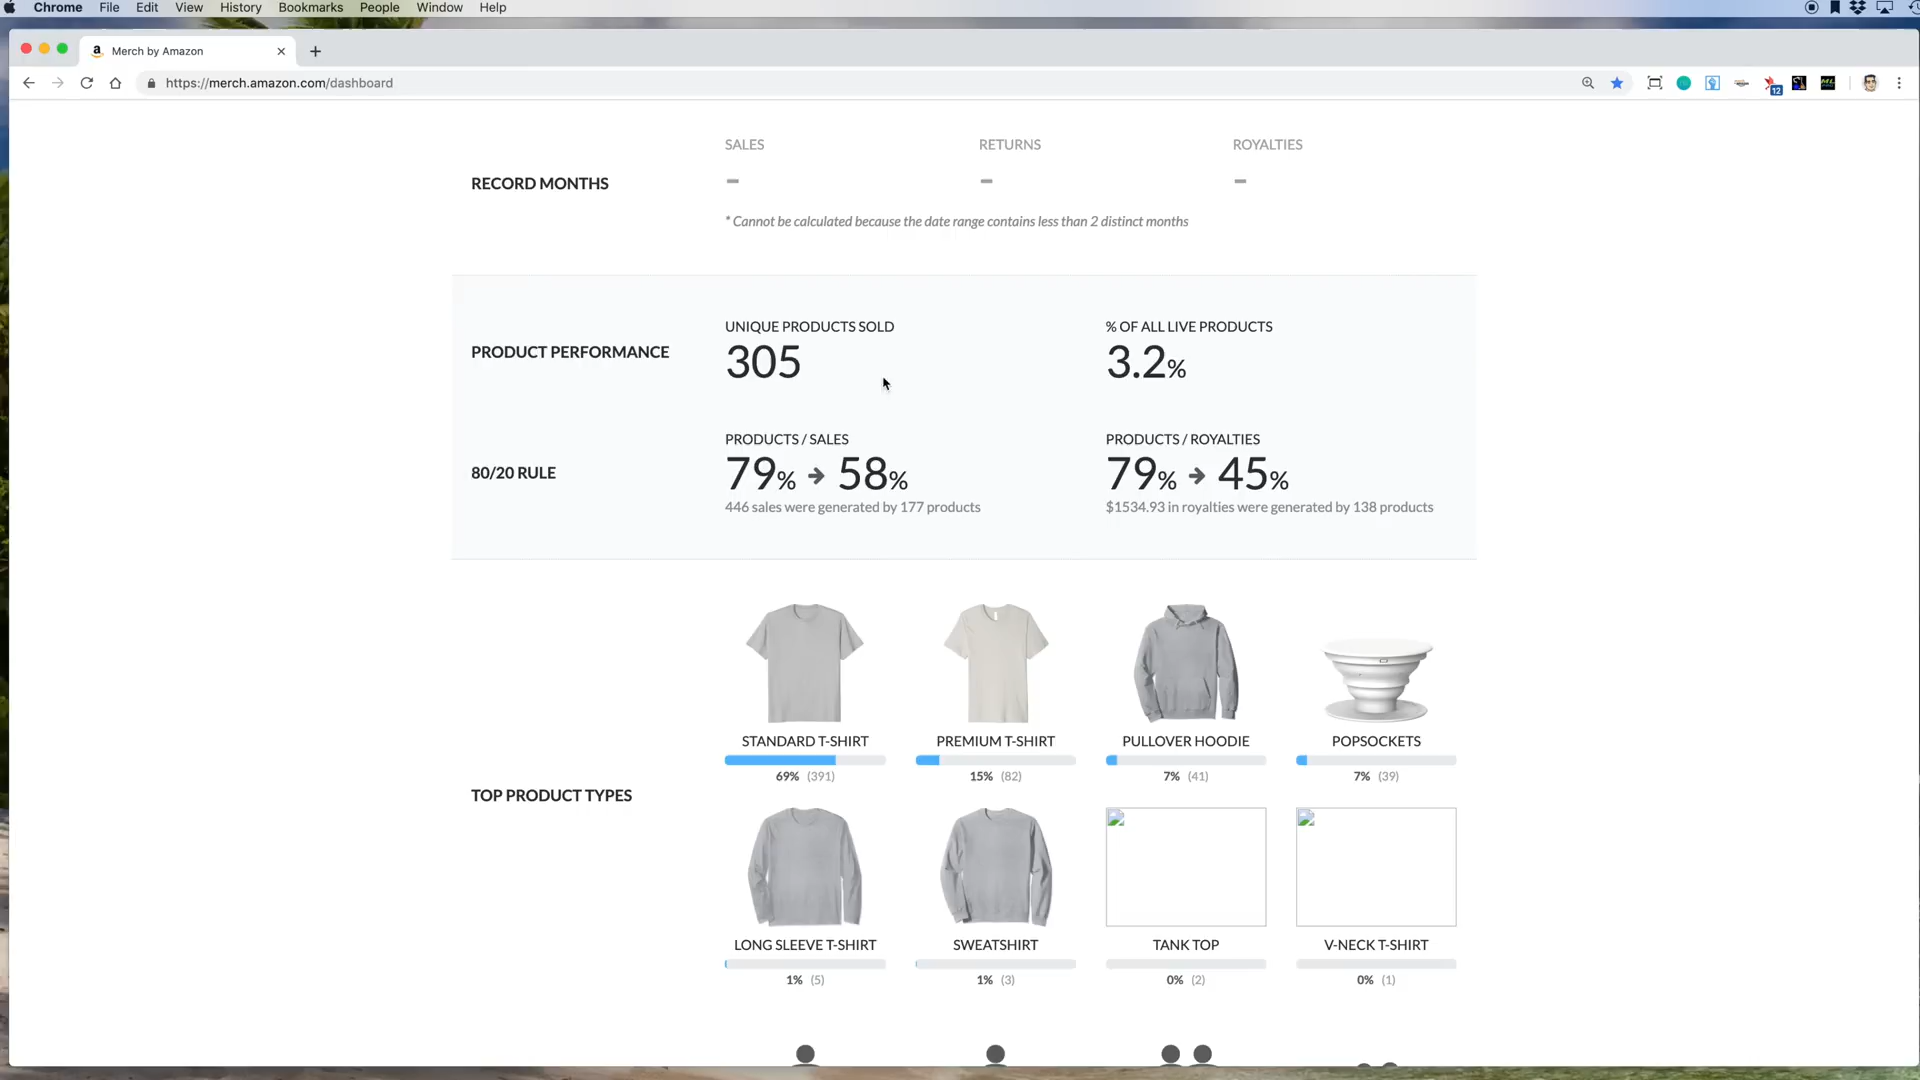 Chrome File Edit View History Bookmarks People Window Help
Merch by Amazon
https://merch.amazon.com/dashboard
12
SALES RETURNS ROYALTIES
RECORD MONTHS
– – –
* Cannot be calculated because the date range contains less than 2 distinct months
UNIQUE PRODUCTS SOLD % OF ALL LIVE PRODUCTS
PRODUCT PERFORMANCE
305 3.2%
PRODUCTS / SALES PRODUCTS / ROYALTIES
80/20 RULE
79% → 58% 79% → 45%
446 sales were generated by 177 products $1534.93 in royalties were generated by 138 products
STANDARD T-SHIRT PREMIUM T-SHIRT PULLOVER HOODIE POPSOCKETS
69% (391) 15% (82) 7% (41) 7% (39)
TOP PRODUCT TYPES
LONG SLEEVE T-SHIRT SWEATSHIRT TANK TOP V-NECK T-SHIRT
1% (5) 1% (3) 0% (2) 0% (1)